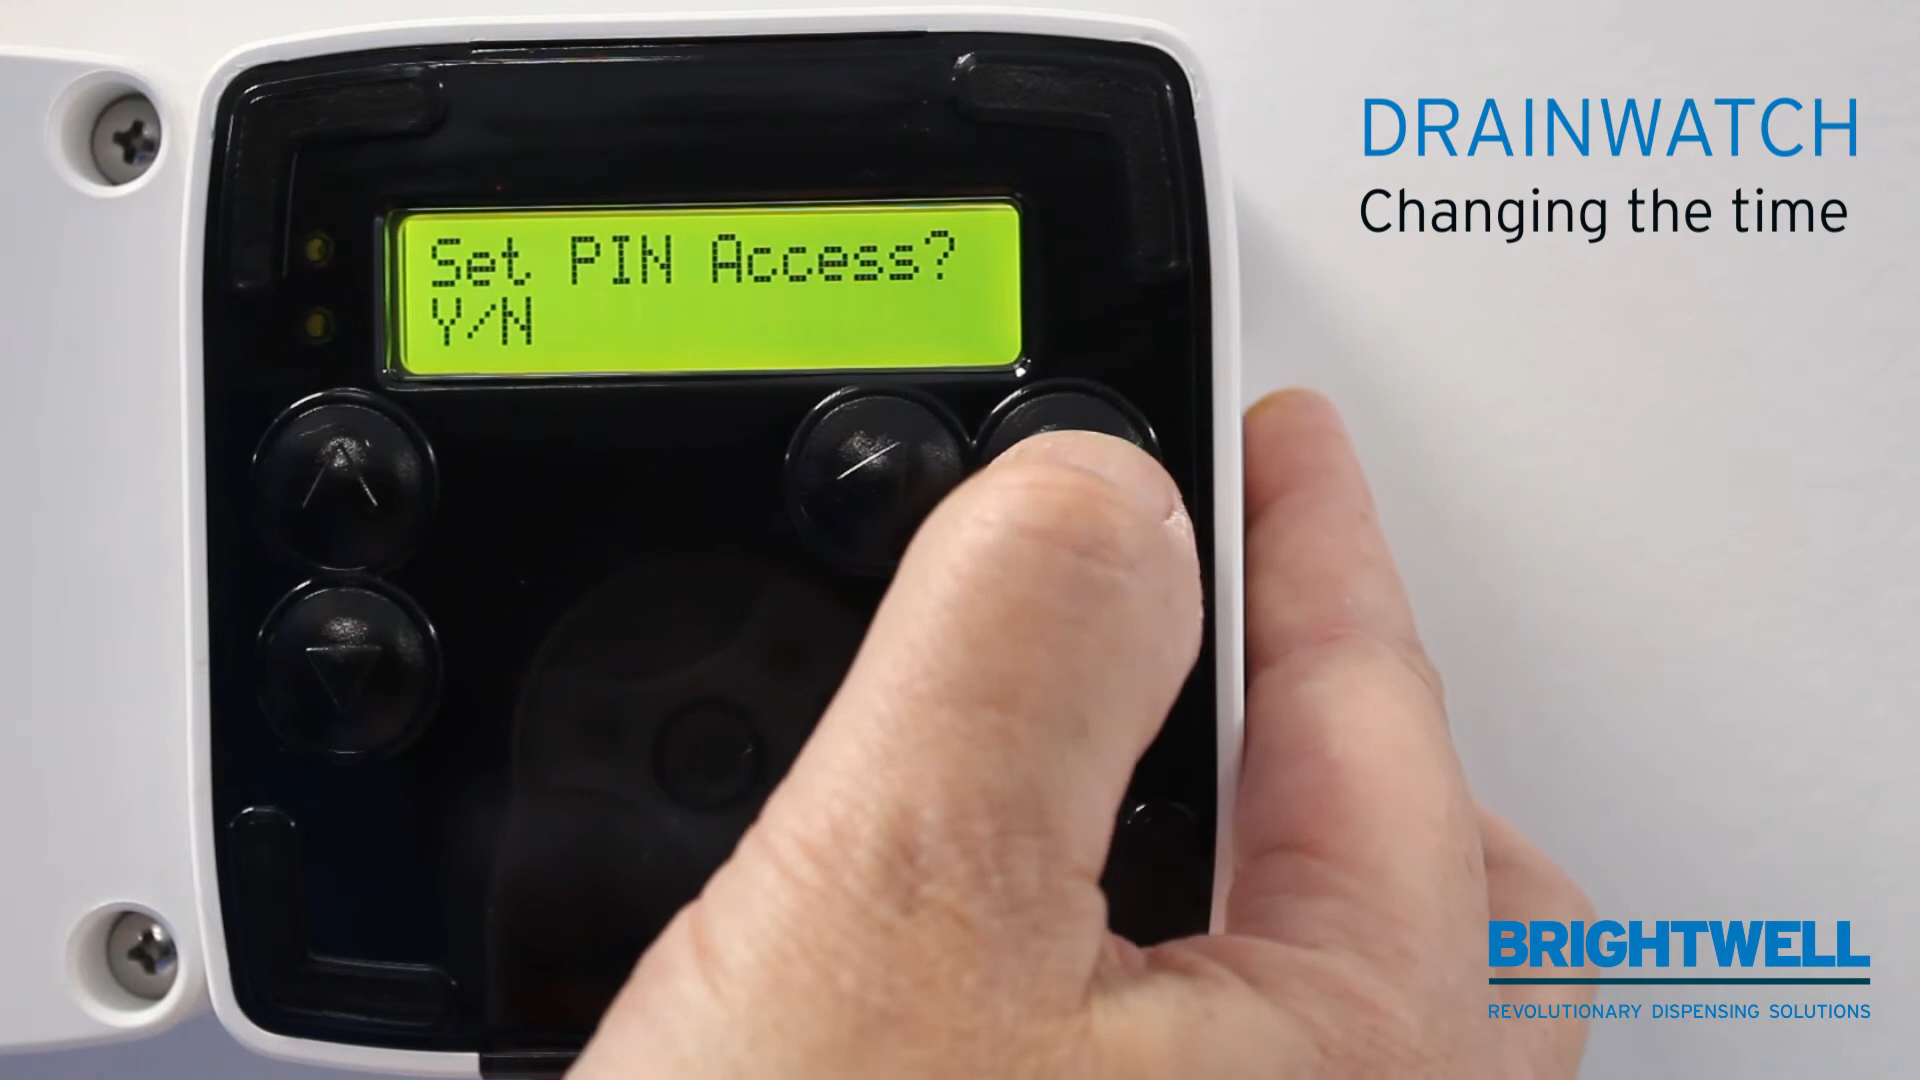 DRAINWATCH
Changing the time
Set PIN Access?
Y/N
BRIGHTWELL
REVOLUTIONARY DISPENSING SOLUTIONS